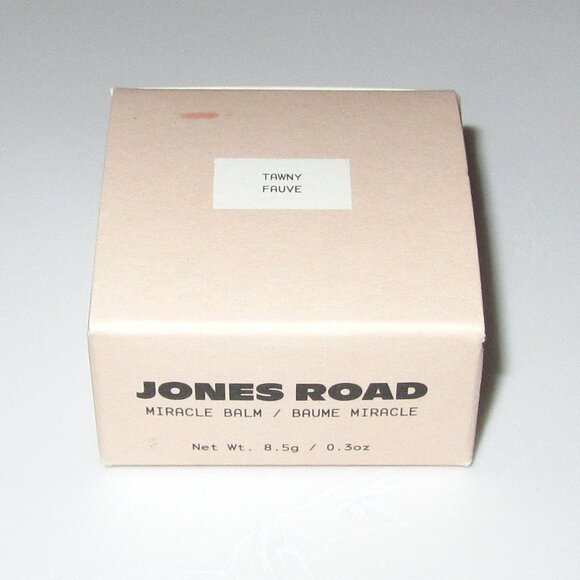 TAWNY
FAUVE
JONES ROAD
MIRACLE BALM / BAUME MIRACLE
Net Wt. 8.5g / 0.3oz